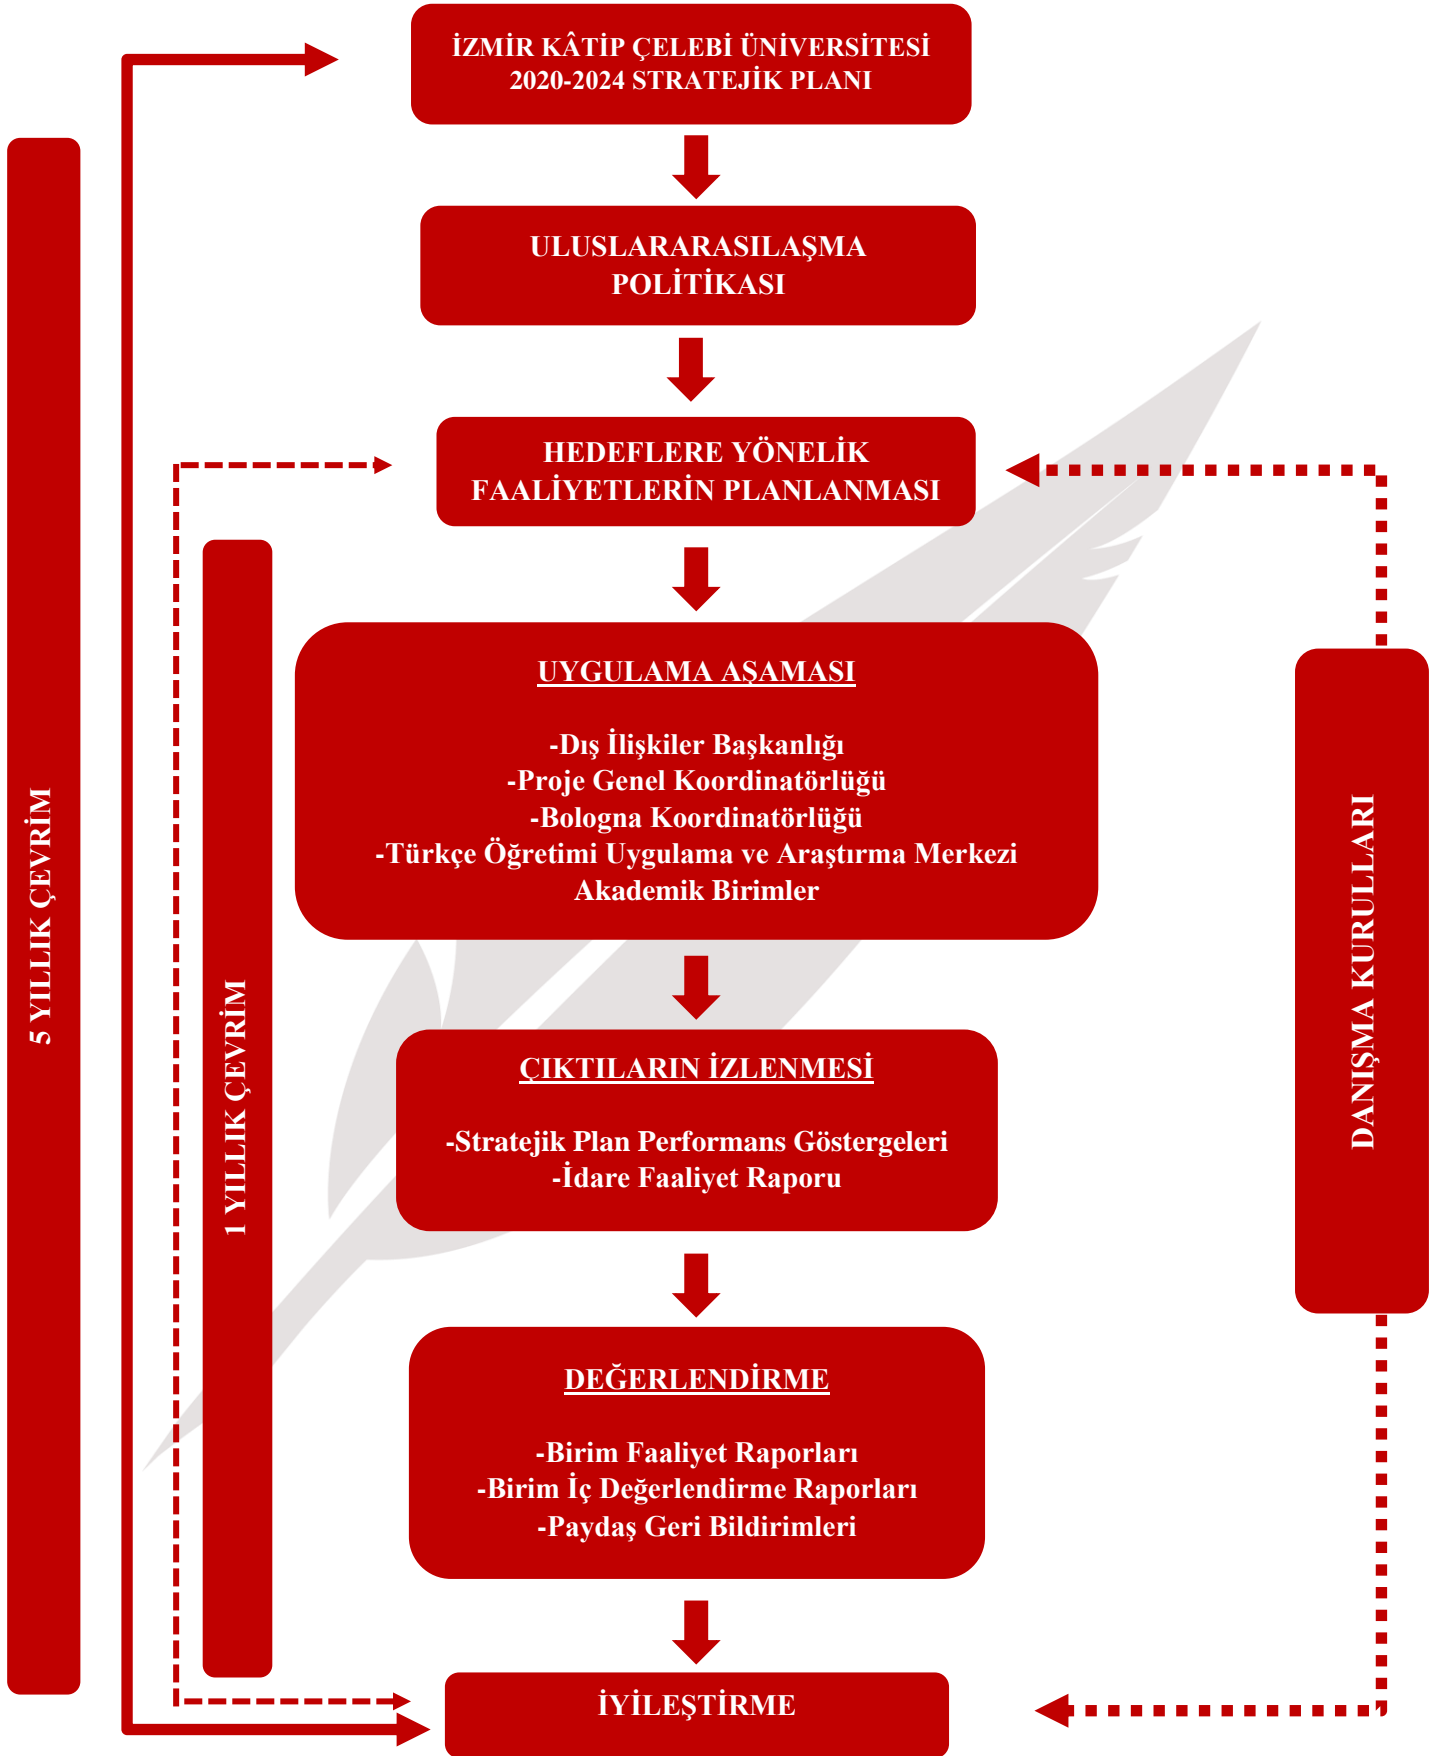 İZMİR KÂTİP ÇELEBİ ÜNİVERSİTESİ
2020-2024 STRATEJİK PLANI
ULUSLARARASILAŞMA
POLİTİKASI
HEDEFLERE YÖNELİK
FAALİYETLERİN PLANLANMASI
UYGULAMA AŞAMASI
-Dış İlişkiler Başkanlığı
-Proje Genel Koordinatörlüğü
-Bologna Koordinatörlüğü
-Türkçe Öğretimi Uygulama ve Araştırma Merkezi
Akademik Birimler
ÇIKTILARIN İZLENMESİ
-Stratejik Plan Performans Göstergeleri
-İdare Faaliyet Raporu
DEĞERLENDİRME
-Birim Faaliyet Raporları
-Birim İç Değerlendirme Raporları
-Paydaş Geri Bildirimleri
İYİLEŞTİRME
5 YILLIK ÇEVRİM
1 YILLIK ÇEVRİM
DANIŞMA KURULLARI